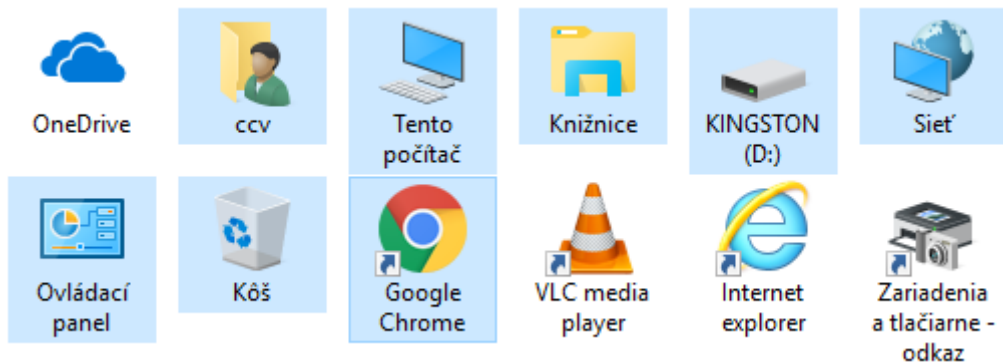 OneDrive
ccv
Tento
počítač
Knižnice
KINGSTON
(D:)
Sieť
Ovládací
panel
Kôš
Google
Chrome
VLC media
player
Internet
explorer
Zariadenia
a tlačiarne -
odkaz